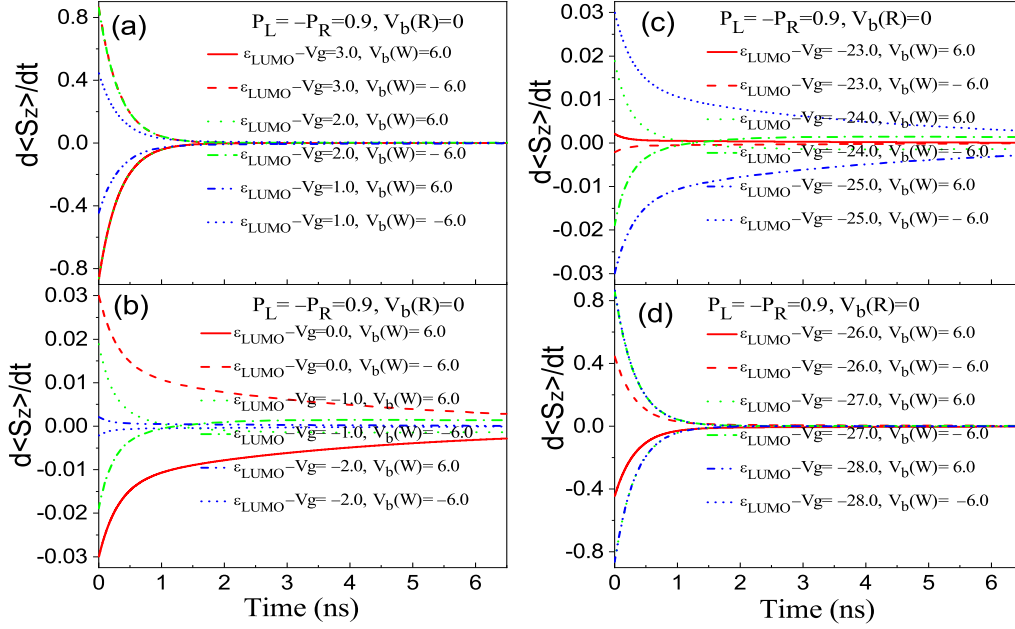 (a)
P_L= −P_R=0.9, V_b(R)=0
ε_LUMO−Vg=3.0, V_b(W)=6.0
ε_LUMO−Vg=3.0, V_b(W)= − 6.0
ε_LUMO−Vg=2.0, V_b(W)=6.0
ε_LUMO−Vg=2.0, V_b(W)= − 6.0
ε_LUMO−Vg=1.0, V_b(W)= 6.0
ε_LUMO−Vg=1.0, V_b(W)= −6.0
d<Sz>/dt
0.8
0.4
0.0
-0.4
-0.8
(b)
P_L= −P_R=0.9, V_b(R)=0
ε_LUMO−Vg=0.0, V_b(W)= 6.0
ε_LUMO−Vg=0.0, V_b(W)= − 6.0
ε_LUMO−Vg= −1.0, V_b(W)= 6.0
ε_LUMO−Vg= −1.0, V_b(W)= −6.0
ε_LUMO−Vg= −2.0, V_b(W)= 6.0
ε_LUMO−Vg= −2.0, V_b(W)= −6.0
d<Sz>/dt
0.03
0.02
0.01
0.00
-0.01
-0.02
-0.03
0 1 2 3 4 5 6
Time (ns)
(c)
P_L= −P_R=0.9, V_b(R)=0
ε_LUMO−Vg= −23.0, V_b(W)= 6.0
ε_LUMO−Vg= −23.0, V_b(W)= − 6.0
ε_LUMO−Vg= −24.0, V_b(W)= 6.0
ε_LUMO−Vg= −24.0, V_b(W)= − 6.0
ε_LUMO−Vg= −25.0, V_b(W)= 6.0
ε_LUMO−Vg= −25.0, V_b(W)= − 6.0
d<Sz>/dt
0.03
0.02
0.01
0.00
-0.01
-0.02
-0.03
(d)
P_L= −P_R=0.9, V_b(R)=0
ε_LUMO−Vg= −26.0, V_b(W)= 6.0
ε_LUMO−Vg= −26.0, V_b(W)= − 6.0
ε_LUMO−Vg= −27.0, V_b(W)= 6.0
ε_LUMO−Vg= −27.0, V_b(W)= − 6.0
ε_LUMO−Vg= −28.0, V_b(W)= 6.0
ε_LUMO−Vg= −28.0, V_b(W)= −6.0
d<Sz>/dt
0.8
0.4
0.0
-0.4
-0.8
0 1 2 3 4 5 6
Time (ns)